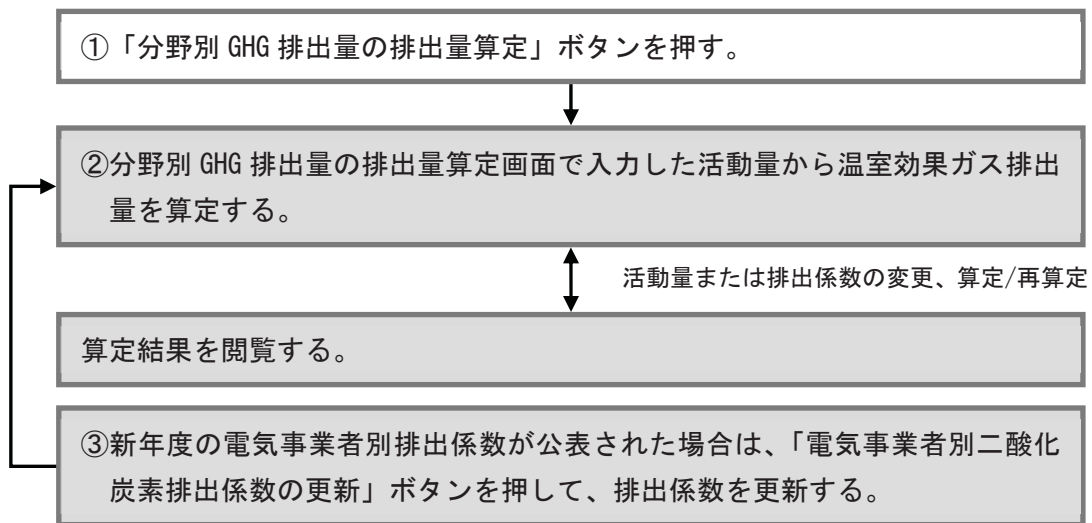 ①「分野別 GHG 排出量の排出量算定」ボタンを押す。
②分野別 GHG 排出量の排出量算定画面で入力した活動量から温室効果ガス排出
量を算定する。
活動量または排出係数の変更、算定/再算定
算定結果を閲覧する。
③新年度の電気事業者別排出係数が公表された場合は、「電気事業者別二酸化
炭素排出係数の更新」ボタンを押して、排出係数を更新する。